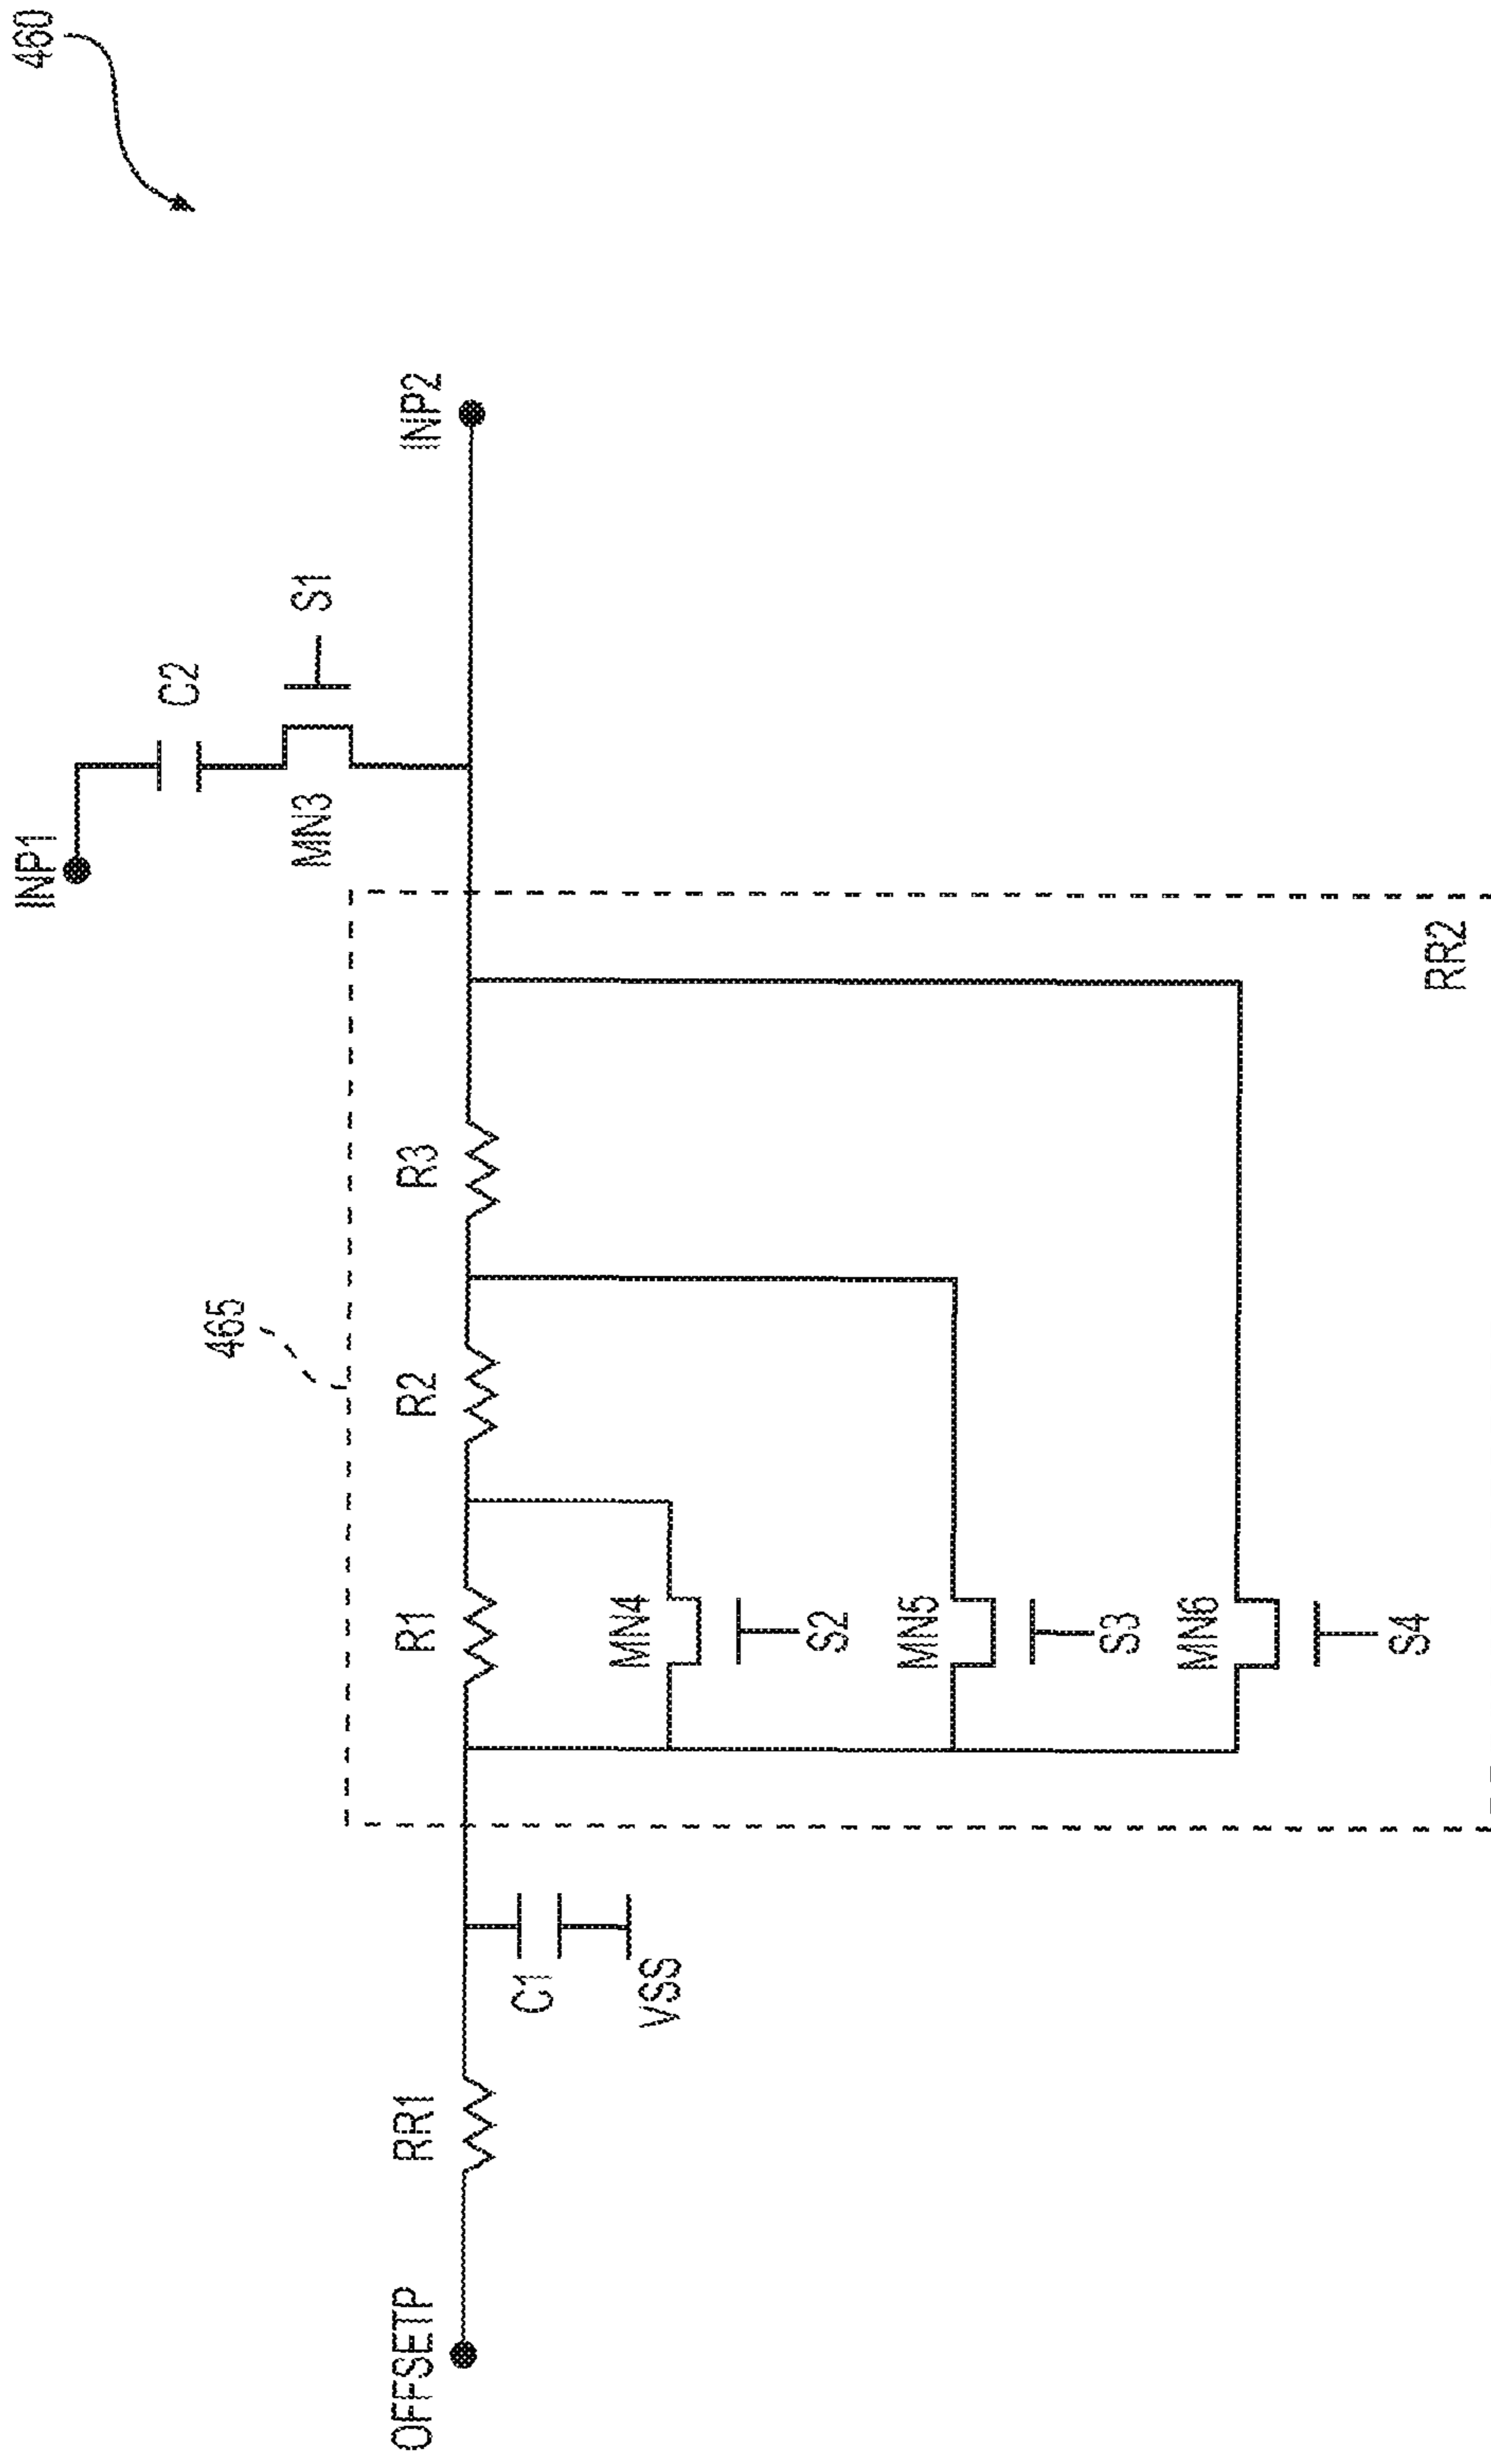 460
INP1
C2
MN3
S1
INP2
465
R1
R2
R3
MN4
S2
MN5
S3
MN6
S4
RR2
OFFSETP
RR1
C1
VSS